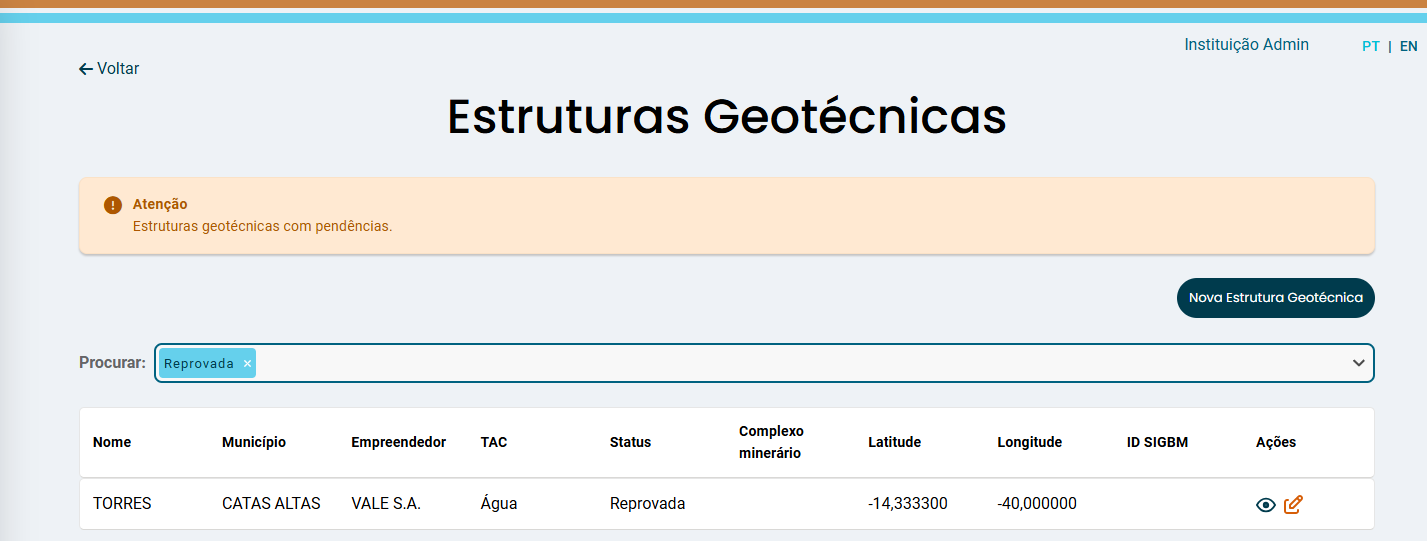 Instituição Admin PT | EN
Voltar
Estruturas Geotécnicas
Atenção
Estruturas geotécnicas com pendências.
Nova Estrutura Geotécnica
Procurar: Reprovada ×
Nome Município Empreendedor TAC Status Complexo minerário Latitude Longitude ID SIGBM Ações
TORRES CATAS ALTAS VALE S.A. Água Reprovada -14,333300 -40,000000